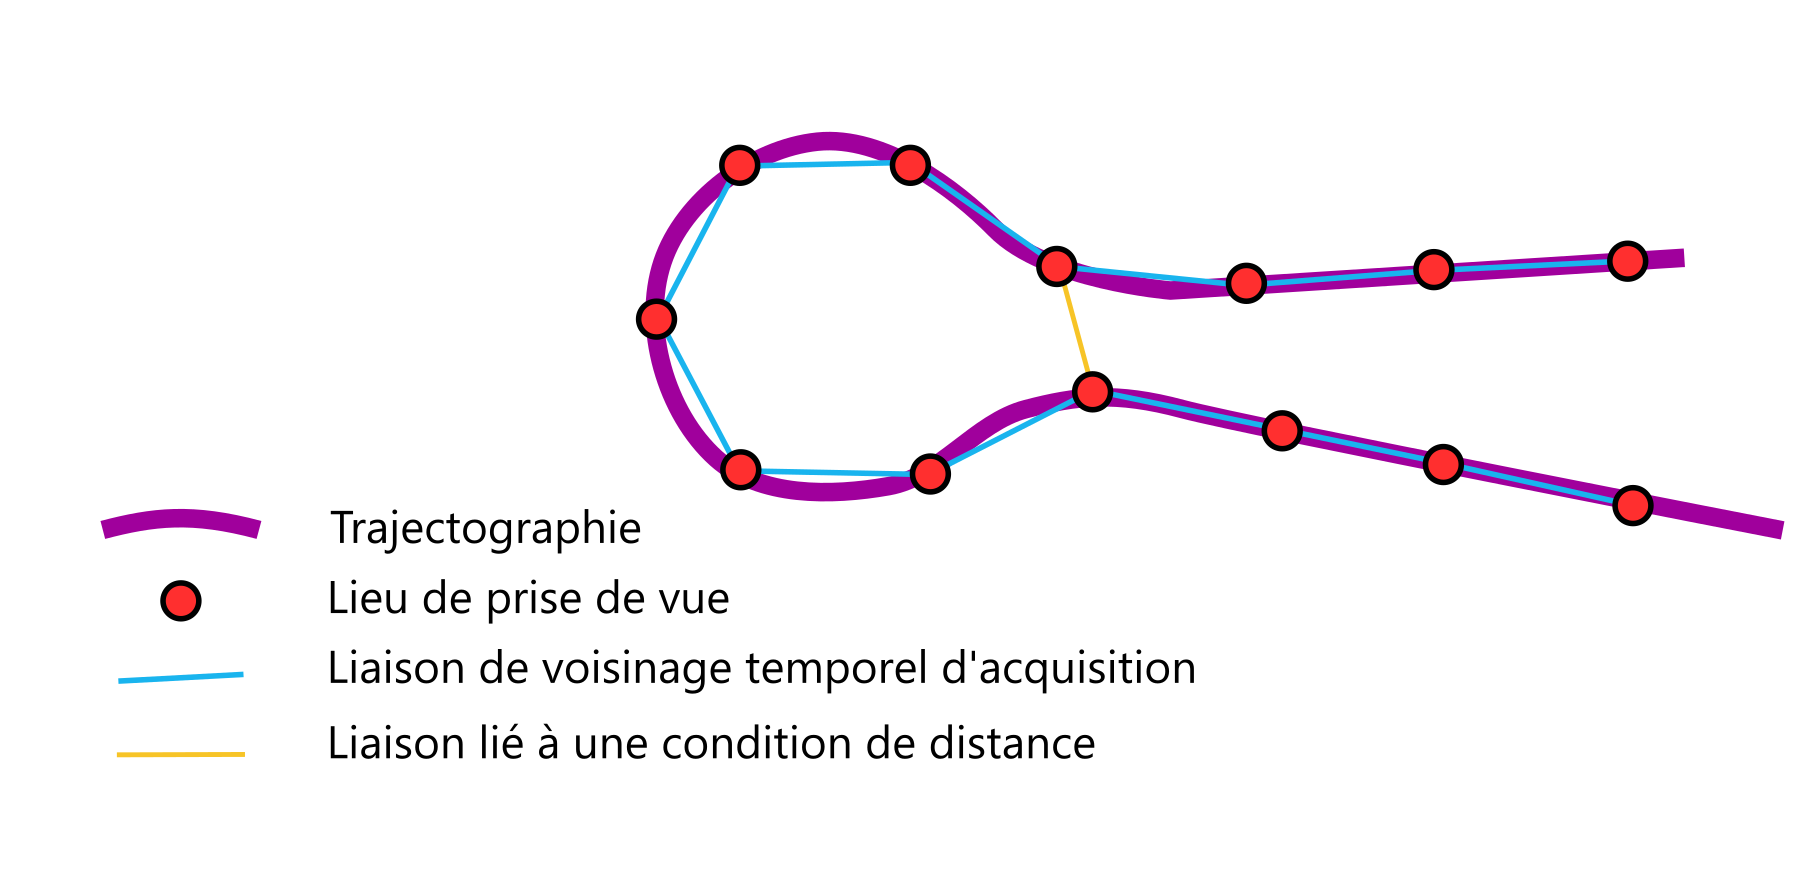 Trajectographie
Lieu de prise de vue
Liaison de voisinage temporel d'acquisition
Liaison lié à une condition de distance